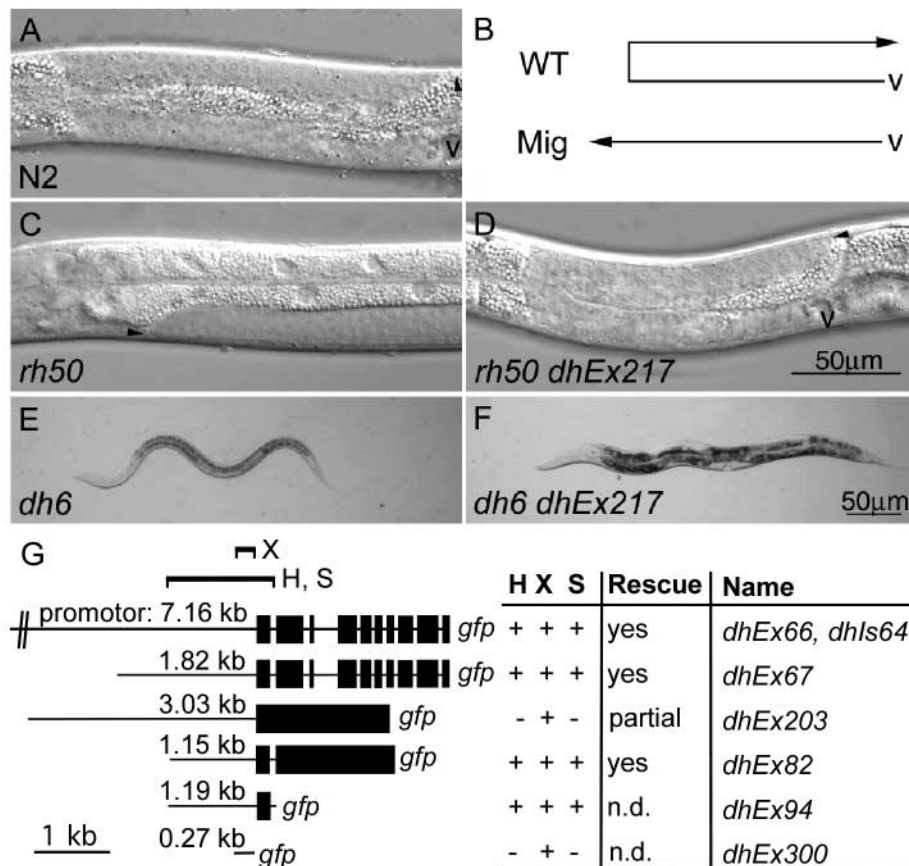 A
N2
v
B
WT
v
Mig
v
C
rh50
D
v
50µm
rh50 dhEx217
E
dh6
F
dh6 dhEx217
50µm
G
X
H, S
H X S Rescue Name
promotor: 7.16 kb gfp + + + yes dhEx66, dhIs64
1.82 kb gfp + + + yes dhEx67
3.03 kb gfp - + - partial dhEx203
1.15 kb gfp + + + yes dhEx82
1.19 kb gfp + + + n.d. dhEx94
0.27 kb gfp - + - n.d. dhEx300
1 kb